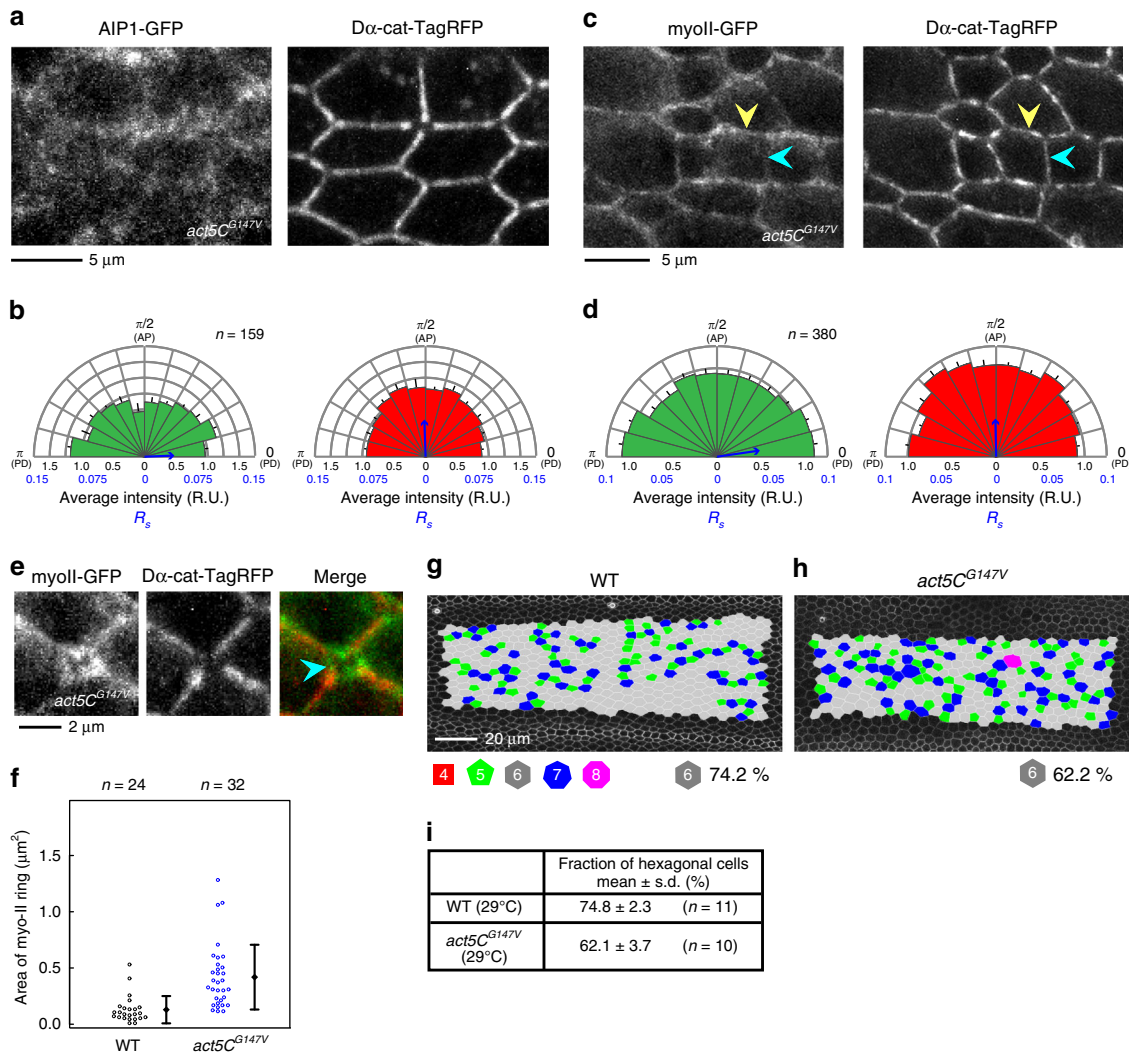 a
AIP1-GFP
Dα-cat-TagRFP
act5C^G147V
5 μm
b
π/2
(AP)
n = 159
π
(PD)
0
(PD)
1.5 1.0 0.5 0 0.5 1.0 1.5
0.15 0.075 0 0.075 0.15
π/2
(AP)
π
(PD)
0
(PD)
1.5 1.0 0.5 0 0.5 1.0 1.5
0.15 0.075 0 0.075 0.15
Average intensity (R.U.)
R_s
Average intensity (R.U.)
R_s
c
myoII-GFP
Dα-cat-TagRFP
act5C^G147V
5 μm
d
π/2
(AP)
n = 380
π
(PD)
0
(PD)
1.0 0.5 0 0.5 1.0
0.1 0.05 0 0.05 0.1
π/2
(AP)
π
(PD)
0
(PD)
1.0 0.5 0 0.5 1.0
0.1 0.05 0 0.05 0.1
Average intensity (R.U.)
R_s
Average intensity (R.U.)
R_s
e
myoII-GFP
Dα-cat-TagRFP
Merge
act5C^G147V
2 μm
f
n = 24
n = 32
Area of myo-II ring (μm²)
1.5
1.0
0.5
0.0
WT
act5C^G147V
g
WT
20 μm
4 5 6 7 8
6 74.2 %
h
act5C^G147V
6 62.2 %
i
Fraction of hexagonal cells
mean ± s.d. (%)
WT (29°C) 74.8 ± 2.3 (n = 11)
act5C^G147V
(29°C)
62.1 ± 3.7 (n = 10)